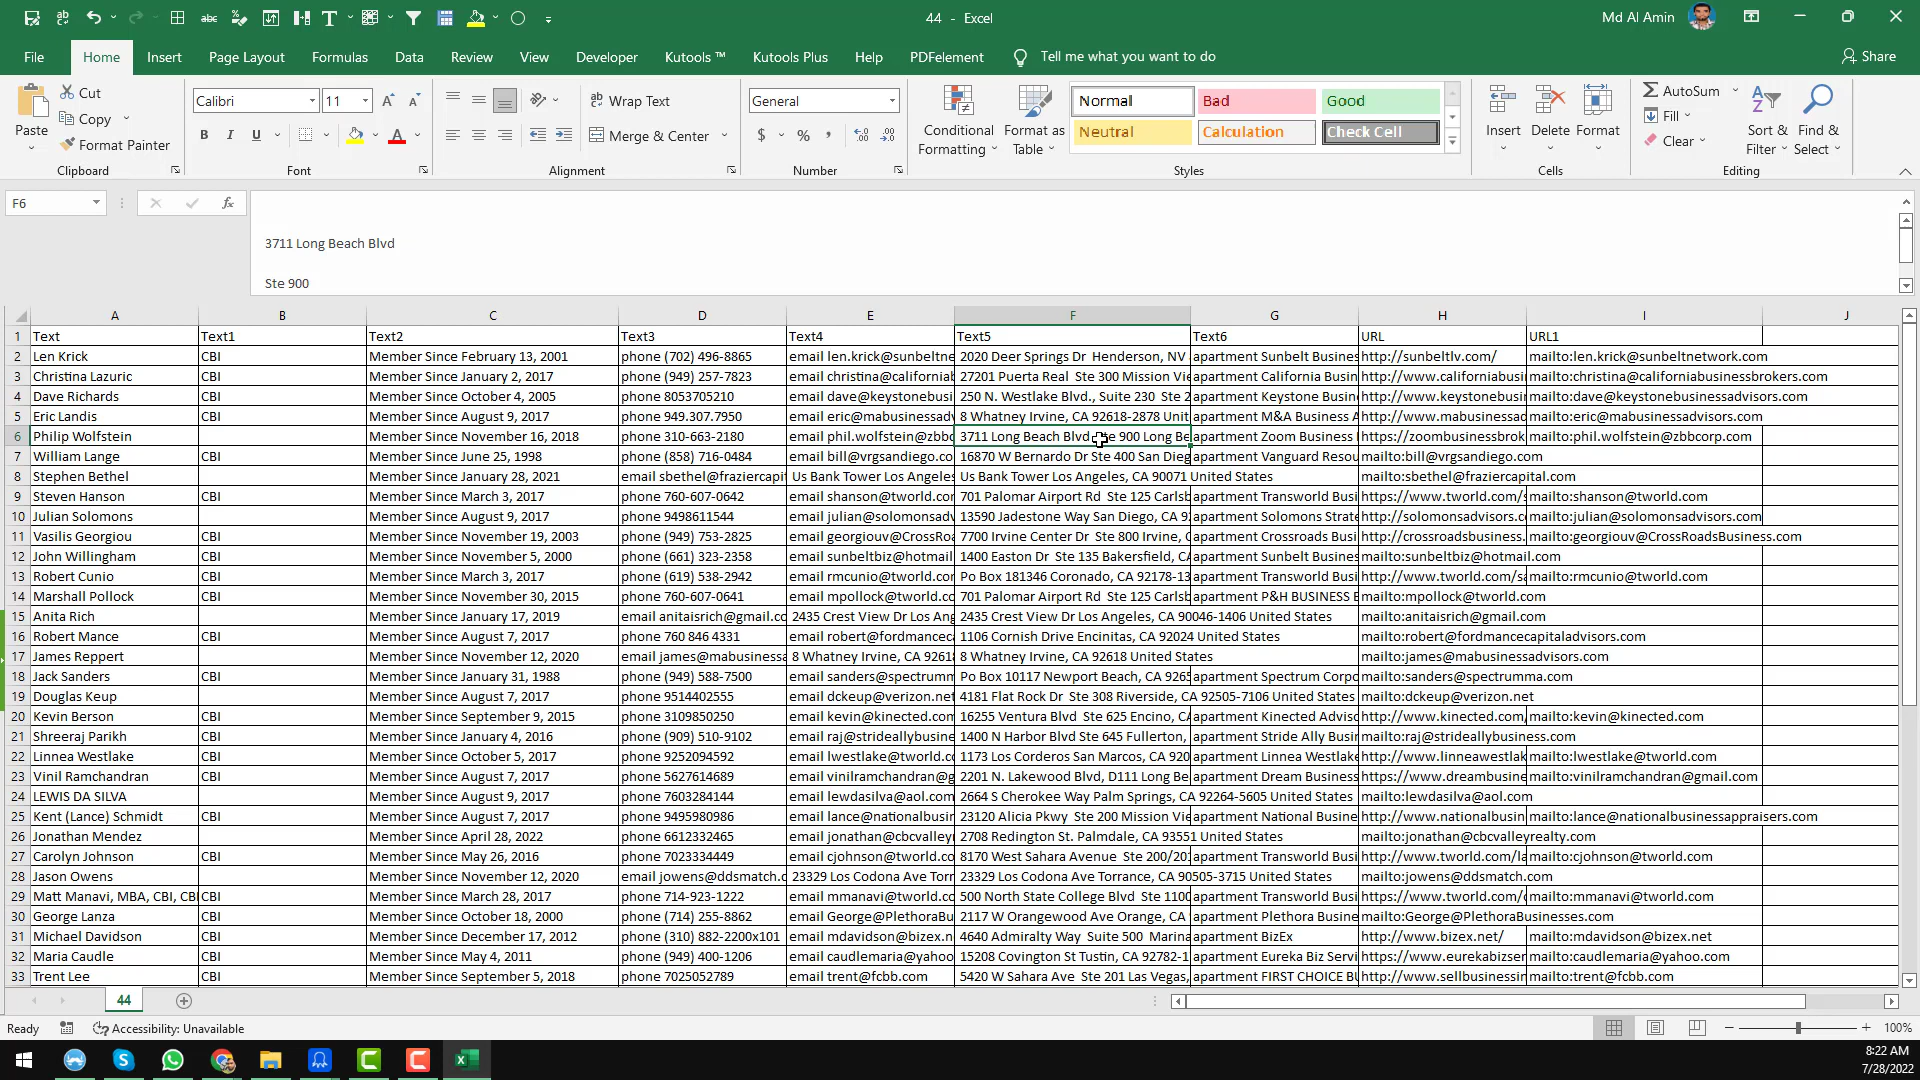 44 - Excel
Md Al Amin
File Home Insert Page Layout Formulas Data Review View Developer Kutools ™ Kutools Plus Help PDFelement Tell me what you want to do Share
Paste Cut Copy Format Painter
Calibri 11
Wrap Text
Merge & Center
General
Conditional Formatting
Format as Table
Normal Bad Good
Neutral Calculation Check Cell
Insert Delete Format
AutoSum
Fill
Clear
Sort & Filter
Find & Select
Clipboard Font Alignment Number Styles Cells Editing
F6
fx
3711 Long Beach Blvd
Ste 900
A B C D E F G H I J
1 Text Text1 Text2 Text3 Text4 Text5 Text6 URL URL1
2 Len Krick CBI Member Since February 13, 2001 phone (702) 496-8865 email len.krick@sunbeltne 2020 Deer Springs Dr Henderson, NV apartment Sunbelt Busines http://sunbeltlv.com/ mailto:len.krick@sunbeltnetwork.com
3 Christina Lazuric CBI Member Since January 2, 2017 phone (949) 257-7823 email christina@californiab 27201 Puerta Real Ste 300 Mission Vie apartment California Busin http://www.californiabusi mailto:christina@californiabusinessbrokers.com
4 Dave Richards CBI Member Since October 4, 2005 phone 8053705210 email dave@keystonebusi 250 N. Westlake Blvd., Suite 230 Ste 2 apartment Keystone Busine http://www.keystonebusi mailto:dave@keystonebusinessadvisors.com
5 Eric Landis CBI Member Since August 9, 2017 phone 949.307.7950 email eric@mabusinessadv 8 Whatney Irvine, CA 92618-2878 Unit apartment M&A Business A http://www.mabusinessad mailto:eric@mabusinessadvisors.com
6 Philip Wolfstein Member Since November 16, 2018 phone 310-663-2180 email phil.wolfstein@zbbc 3711 Long Beach Blvd Ste 900 Long Be apartment Zoom Business https://zoombusinessbrok mailto:phil.wolfstein@zbbcorp.com
7 William Lange CBI Member Since June 25, 1998 phone (858) 716-0484 email bill@vrgsandiego.co 16870 W Bernardo Dr Ste 400 San Dieg apartment Vanguard Resou mailto:bill@vrgsandiego.com
8 Stephen Bethel Member Since January 28, 2021 email sbethel@fraziercapit Us Bank Tower Los Angeles Us Bank Tower Los Angeles, CA 90071 United States mailto:sbethel@fraziercapital.com
9 Steven Hanson CBI Member Since March 3, 2017 phone 760-607-0642 email shanson@tworld.com 701 Palomar Airport Rd Ste 125 Carlsb apartment Transworld Busi https://www.tworld.com/s mailto:shanson@tworld.com
10 Julian Solomons Member Since August 9, 2017 phone 9498611544 email julian@solomonsadv 13590 Jadestone Way San Diego, CA 92 apartment Solomons Strate http://solomonsadvisors.c mailto:julian@solomonsadvisors.com
11 Vasilis Georgiou CBI Member Since November 19, 2003 phone (949) 753-2825 email georgiouv@CrossRoa 7700 Irvine Center Dr Ste 800 Irvine, C apartment Crossroads Busi http://crossroadsbusiness. mailto:georgiouv@CrossRoadsBusiness.com
12 John Willingham CBI Member Since November 5, 2000 phone (661) 323-2358 email sunbeltbiz@hotmail 1400 Easton Dr Ste 135 Bakersfield, CA apartment Sunbelt Busines mailto:sunbeltbiz@hotmail.com
13 Robert Cunio CBI Member Since March 3, 2017 phone (619) 538-2942 email rmcunio@tworld.com Po Box 181346 Coronado, CA 92178-13 apartment Transworld Busi http://www.tworld.com/sa mailto:rmcunio@tworld.com
14 Marshall Pollock CBI Member Since November 30, 2015 phone 760-607-0641 email mpollock@tworld.c 701 Palomar Airport Rd Ste 125 Carlsb apartment P&H BUSINESS B mailto:mpollock@tworld.com
15 Anita Rich Member Since January 17, 2019 email anitaisrich@gmail.co 2435 Crest View Dr Los Ang 2435 Crest View Dr Los Angeles, CA 90046-1406 United States mailto:anitaisrich@gmail.com
16 Robert Mance CBI Member Since August 7, 2017 phone 760 846 4331 email robert@fordmanceca 1106 Cornish Drive Encinitas, CA 92024 United States mailto:robert@fordmancecapitaladvisors.com
17 James Reppert Member Since November 12, 2020 email james@mabusinessa 8 Whatney Irvine, CA 92618 8 Whatney Irvine, CA 92618 United States mailto:james@mabusinessadvisors.com
18 Jack Sanders CBI Member Since January 31, 1988 phone (949) 588-7500 email sanders@spectrumm Po Box 10117 Newport Beach, CA 9265 apartment Spectrum Corpo mailto:sanders@spectrumma.com
19 Douglas Keup Member Since August 7, 2017 phone 9514402555 email dckeup@verizon.net 4181 Flat Rock Dr Ste 308 Riverside, CA 92505-7106 United States mailto:dckeup@verizon.net
20 Kevin Berson CBI Member Since September 9, 2015 phone 3109850250 email kevin@kinected.com 16255 Ventura Blvd Ste 625 Encino, CA apartment Kinected Adviso http://www.kinected.com/ mailto:kevin@kinected.com
21 Shreeraj Parikh CBI Member Since January 4, 2016 phone (909) 510-9102 email raj@strideallybusine 1400 N Harbor Blvd Ste 645 Fullerton, apartment Stride Ally Busin mailto:raj@strideallybusiness.com
22 Linnea Westlake CBI Member Since October 5, 2017 phone 9252094592 email lwestlake@tworld.c 1173 Los Corderos San Marcos, CA 920 apartment Linnea Westlake http://www.linneawestlak mailto:lwestlake@tworld.com
23 Vinil Ramchandran CBI Member Since August 7, 2017 phone 5627614689 email vinilramchandran@g 2201 N. Lakewood Blvd, D111 Long Be apartment Dream Business https://www.dreambusine mailto:vinilramchandran@gmail.com
24 LEWIS DA SILVA Member Since August 9, 2017 phone 7603284144 email lewdasilva@aol.com 2664 S Cherokee Way Palm Springs, CA 92264-5605 United States mailto:lewdasilva@aol.com
25 Kent (Lance) Schmidt CBI Member Since August 7, 2017 phone 9495980986 email lance@nationalbusin 23120 Alicia Pkwy Ste 200 Mission Vie apartment National Busine http://www.nationalbusin mailto:lance@nationalbusinessappraisers.com
26 Jonathan Mendez Member Since April 28, 2022 phone 6612332465 email jonathan@cbcvalleyr 2708 Redington St. Palmdale, CA 93551 United States mailto:jonathan@cbcvalleyrealty.com
27 Carolyn Johnson CBI Member Since May 26, 2016 phone 7023334449 email cjohnson@tworld.co 8170 West Sahara Avenue Ste 200/201 apartment Transworld Busi http://www.tworld.com/la mailto:cjohnson@tworld.com
28 Jason Owens Member Since November 12, 2020 email jowens@ddsmatch.c 23329 Los Codona Ave Torr 23329 Los Codona Ave Torrance, CA 90505-3715 United States mailto:jowens@ddsmatch.com
29 Matt Manavi, MBA, CBI, CBI CBI Member Since March 28, 2017 phone 714-923-1222 email mmanavi@tworld.co 500 North State College Blvd Ste 1100 apartment Transworld Busi https://www.tworld.com/o mailto:mmanavi@tworld.com
30 George Lanza CBI Member Since October 18, 2000 phone (714) 255-8862 email George@PlethoraBu 2117 W Orangewood Ave Orange, CA apartment Plethora Busine mailto:George@PlethoraBusinesses.com
31 Michael Davidson CBI Member Since December 17, 2012 phone (310) 882-2200x101 email mdavidson@bizex.n 4640 Admiralty Way Suite 500 Marina apartment BizEx http://www.bizex.net/ mailto:mdavidson@bizex.net
32 Maria Caudle CBI Member Since May 4, 2011 phone (949) 400-1206 email caudlemaria@yahoo 15208 Covington St Tustin, CA 92782-1 apartment Eureka Biz Servi https://www.eurekabizser mailto:caudlemaria@yahoo.com
33 Trent Lee CBI Member Since September 5, 2018 phone 7025052789 email trent@fcbb.com 5420 W Sahara Ave Ste 201 Las Vegas, apartment FIRST CHOICE BU http://www.sellbusinessin mailto:trent@fcbb.com
44
Ready Accessibility: Unavailable 100%
8:22 AM
7/28/2022